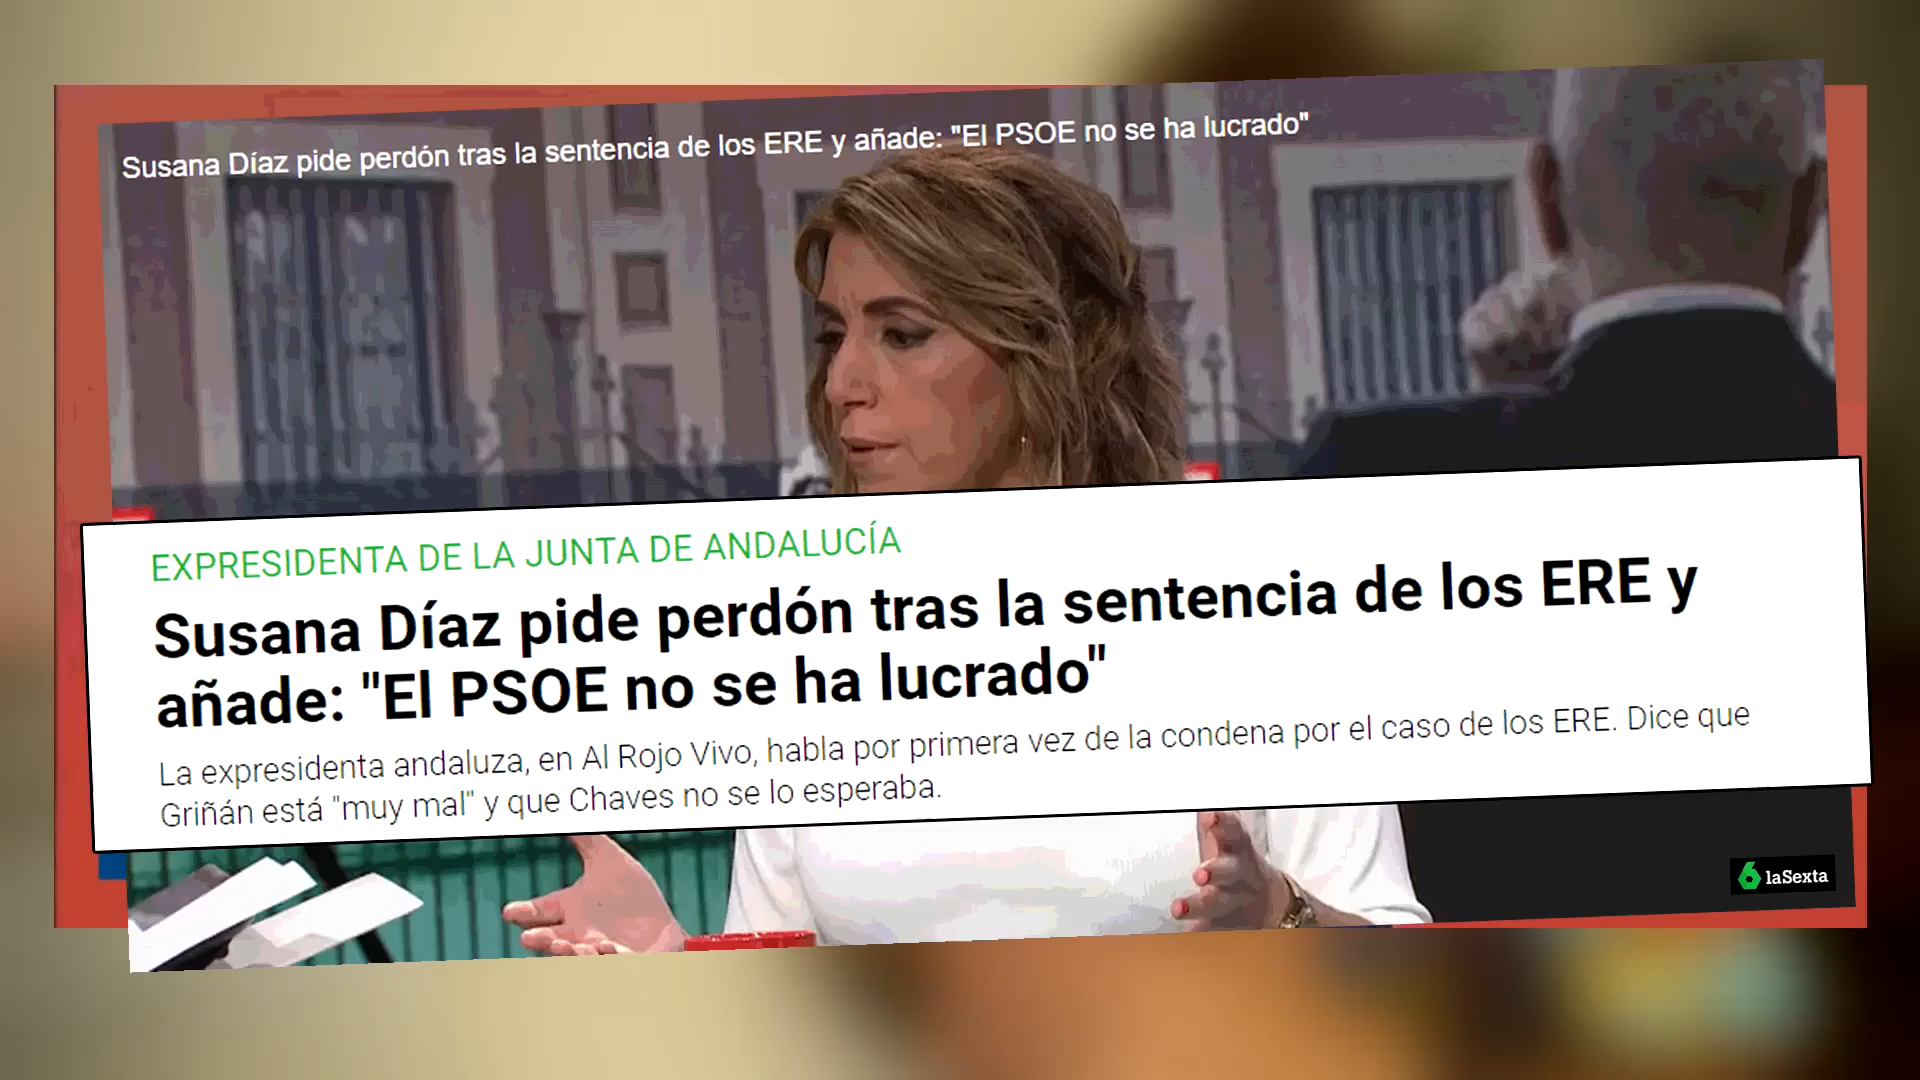 Susana Díaz pide perdón tras la sentencia de los ERE y añade: "El PSOE no se ha lucrado"
EXPRESIDENTA DE LA JUNTA DE ANDALUCÍA
Susana Díaz pide perdón tras la sentencia de los ERE y
añade: "El PSOE no se ha lucrado"
La expresidenta andaluza, en Al Rojo Vivo, habla por primera vez de la condena por el caso de los ERE. Dice que
Griñán está "muy mal" y que Chaves no se lo esperaba.
laSexta